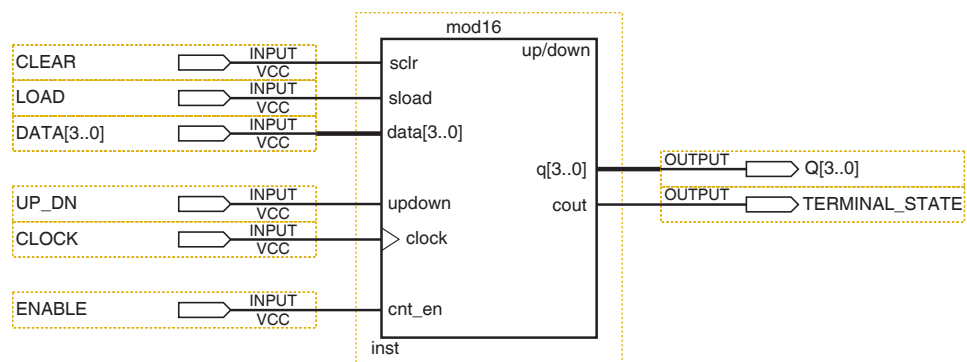 mod16
up/down
CLEAR
INPUT
VCC
sclr
LOAD
INPUT
VCC
sload
DATA[3..0]
INPUT
VCC
data[3..0]
q[3..0]
OUTPUT
Q[3..0]
UP_DN
INPUT
VCC
updown
cout
OUTPUT
TERMINAL_STATE
CLOCK
INPUT
VCC
clock
ENABLE
INPUT
VCC
cnt_en
inst